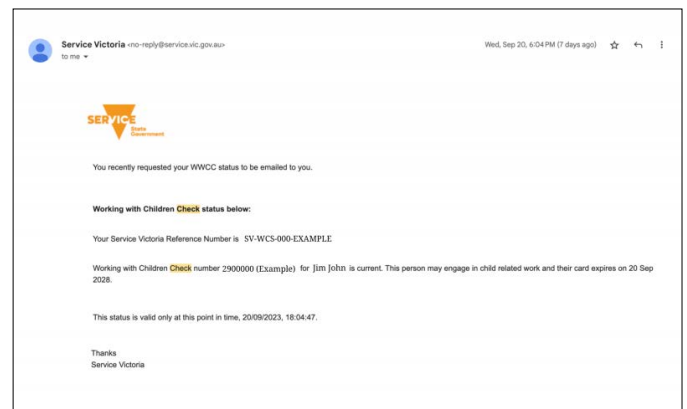 Service Victoria <no-reply@service.vic.gov.au>
Wed, Sep 20, 6:04 PM (7 days ago)
to me
SERVICE
State
Government
You recently requested your WWCC status to be emailed to you.
Working with Children Check status below:
Your Service Victoria Reference Number is SV-WCS-000-EXAMPLE
Working with Children Check number 2900000 (Example) for Jim John is current. This person may engage in child related work and their card expires on 20 Sep
2028.
This status is valid only at this point in time, 20/09/2023, 18:04:47.
Thanks
Service Victoria